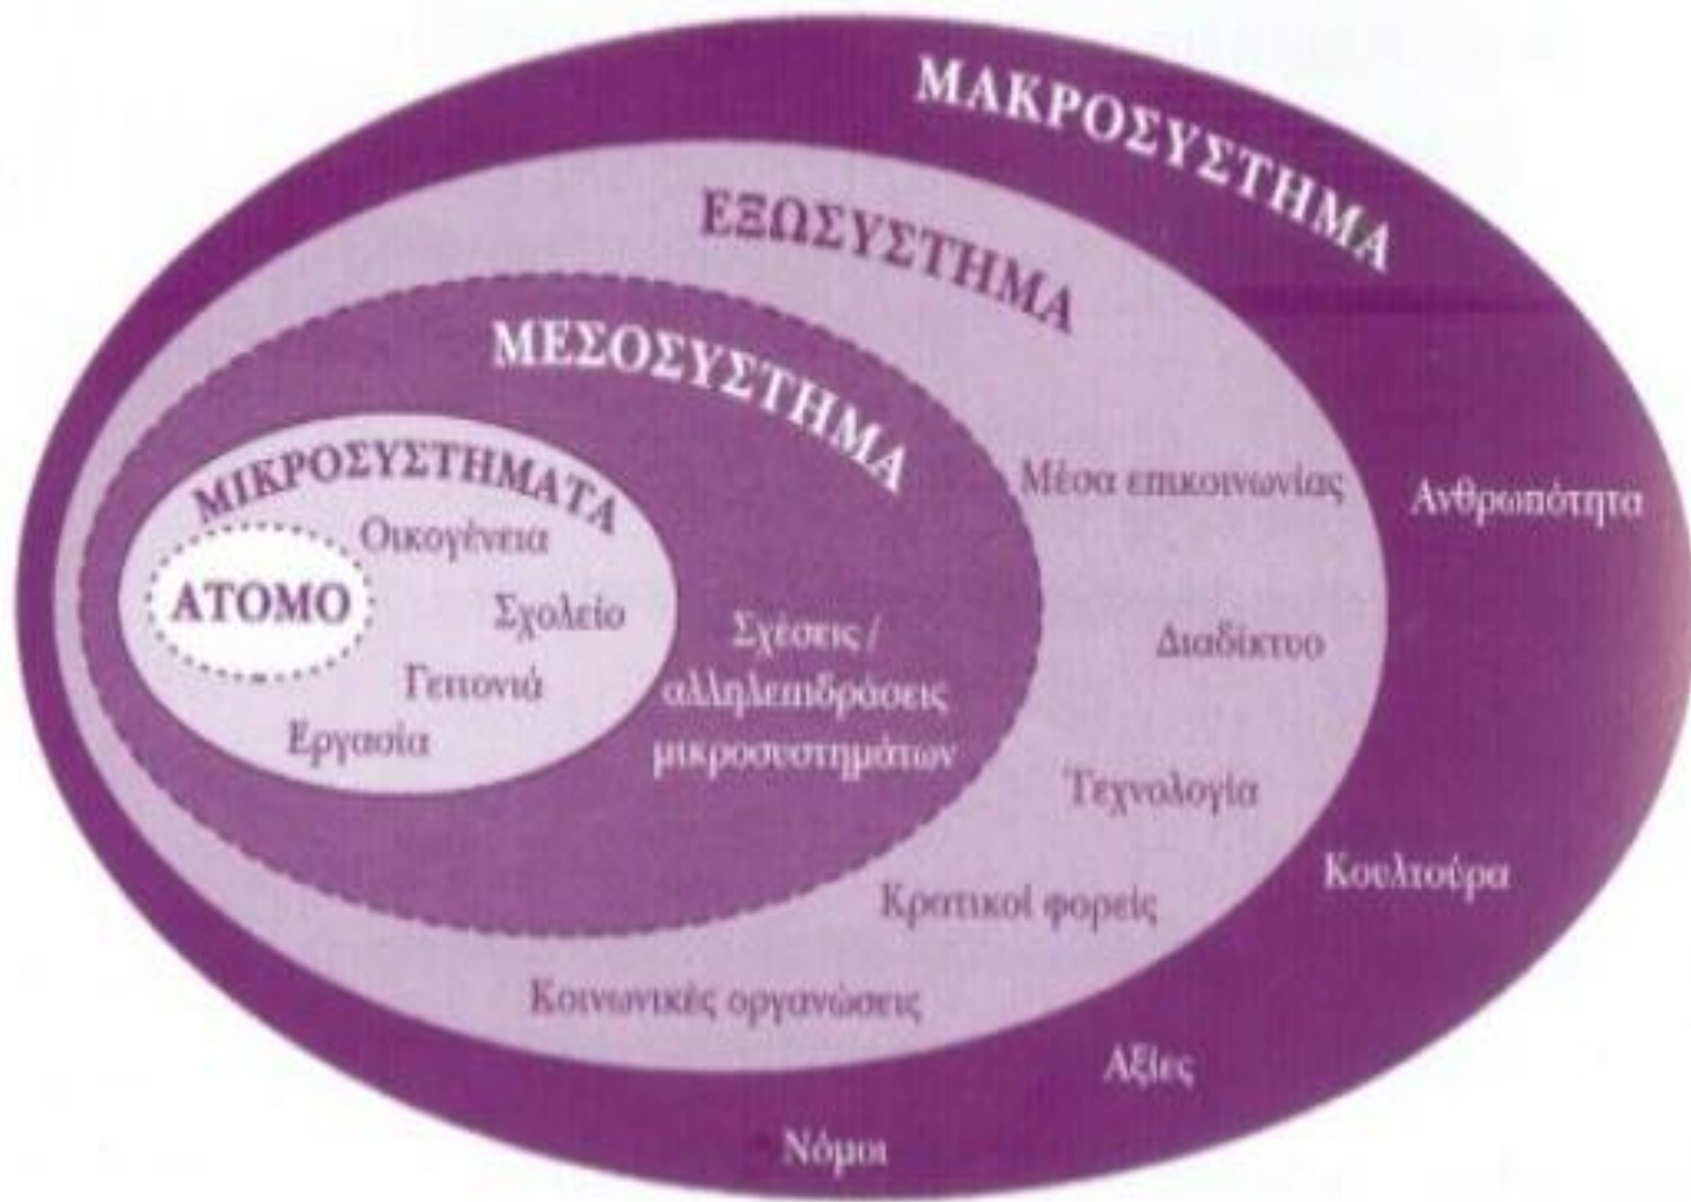 ΜΑΚΡΟΣΥΣΤΗΜΑ
ΕΞΩΣΥΣΤΗΜΑ
ΜΕΣΟΣΥΣΤΗΜΑ
ΜΙΚΡΟΣΥΣΤΗΜΑΤΑ
Οικογένεια
ΑΤΟΜΟ
Σχολείο
Γειτονιά
Εργασία
Σχέσεις /
αλληλεπιδράσεις
μικροσυστημάτων
Μέσα επικοινωνίας
Διαδίκτυο
Τεχνολογία
Κρατικοί φορείς
Κοινωνικές οργανώσεις
Ανθρωπότητα
Κουλτούρα
Αξίες
Νόμοι